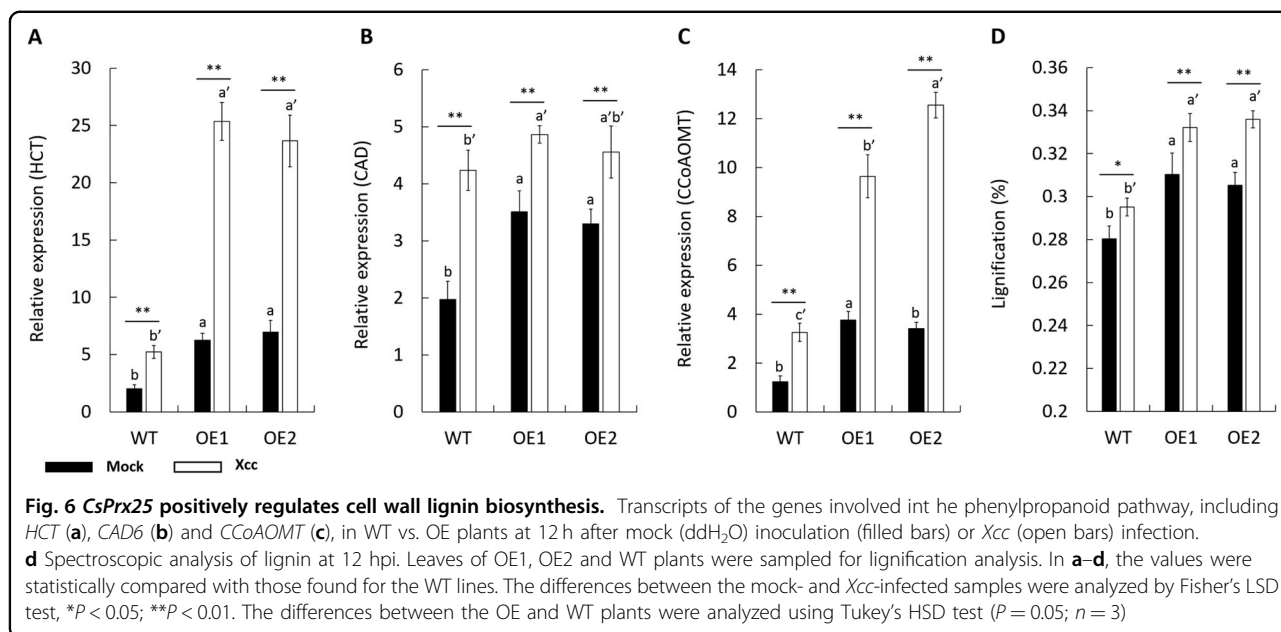 A
B
C
D
Relative expression (HCT)
30
25
20
15
10
5
0
b
**
b’
a
**
a’
a
**
a’
WT OE1 OE2
Relative expression (CAD)
6
5
4
3
2
1
0
b
**
b’
a
**
a’
a
**
a’b’
WT OE1 OE2
Relative expression (CCoAOMT)
14
12
10
8
6
4
2
0
b
**
c’
a
**
b’
b
**
a’
WT OE1 OE2
Lignification (%)
0.36
0.34
0.32
0.3
0.28
0.26
0.24
0.22
0.2
b
*
b’
a
**
a’
a
**
a’
WT OE1 OE2
Mock Xcc
Fig. 6 CsPrx25 positively regulates cell wall lignin biosynthesis. Transcripts of the genes involved int he phenylpropanoid pathway, including
HCT (a), CAD6 (b) and CCoAOMT (c), in WT vs. OE plants at 12 h after mock (ddH₂O) inoculation (filled bars) or Xcc (open bars) infection.
d Spectroscopic analysis of lignin at 12 hpi. Leaves of OE1, OE2 and WT plants were sampled for lignification analysis. In a–d, the values were
statistically compared with those found for the WT lines. The differences between the mock- and Xcc-infected samples were analyzed by Fisher’s LSD
test, *P < 0.05; **P < 0.01. The differences between the OE and WT plants were analyzed using Tukey’s HSD test (P = 0.05; n = 3)